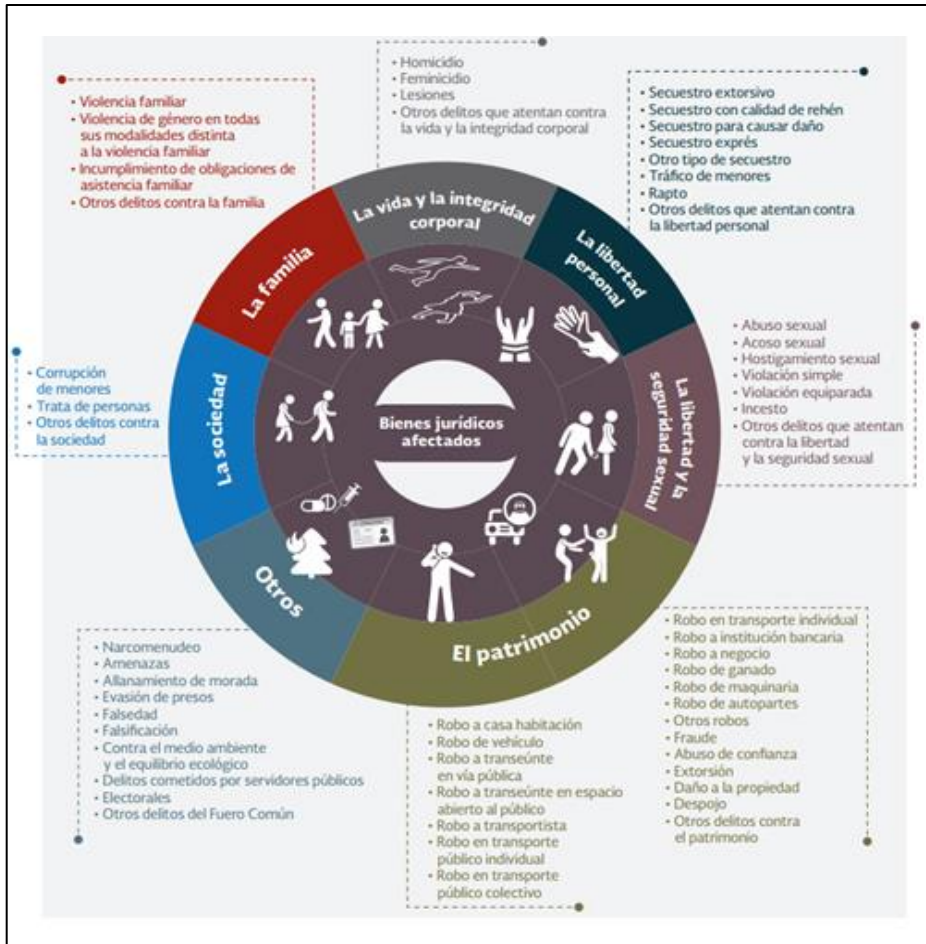 • Homicidio
• Feminicidio
• Lesiones
• Otros delitos que atentan contra
la vida y la integridad corporal
• Violencia familiar
• Violencia de género en todas
sus modalidades distinta
a la violencia familiar
• Incumplimiento de obligaciones de
asistencia familiar
• Otros delitos contra la familia
• Secuestro extorsivo
• Secuestro con calidad de rehén
• Secuestro para causar daño
• Secuestro exprés
• Otro tipo de secuestro
• Tráfico de menores
• Rapto
• Otros delitos que atentan contra
la libertad personal
La vida y la integridad
corporal
La familia
La libertad
personal
• Abuso sexual
• Acoso sexual
• Hostigamiento sexual
• Violación simple
• Violación equiparada
• Incesto
• Otros delitos que atentan
contra la libertad
y la seguridad sexual
• Corrupción
de menores
• Trata de personas
• Otros delitos contra
la sociedad
La sociedad
Bienes jurídicos
afectados
La libertad y la
seguridad sexual
Otros
El patrimonio
• Narcomenudeo
• Amenazas
• Allanamiento de morada
• Evasión de presos
• Falsedad
• Falsificación
• Contra el medio ambiente
y el equilibrio ecológico
• Delitos cometidos por servidores públicos
• Electorales
• Otros delitos del Fuero Común
• Robo a casa habitación
• Robo de vehículo
• Robo a transeúnte
en vía pública
• Robo a transeúnte en espacio
abierto al público
• Robo a transportista
• Robo en transporte
público individual
• Robo en transporte
público colectivo
• Robo en transporte individual
• Robo a institución bancaria
• Robo a negocio
• Robo de ganado
• Robo de maquinaria
• Robo de autopartes
• Otros robos
• Fraude
• Abuso de confianza
• Extorsión
• Daño a la propiedad
• Despojo
• Otros delitos contra
el patrimonio